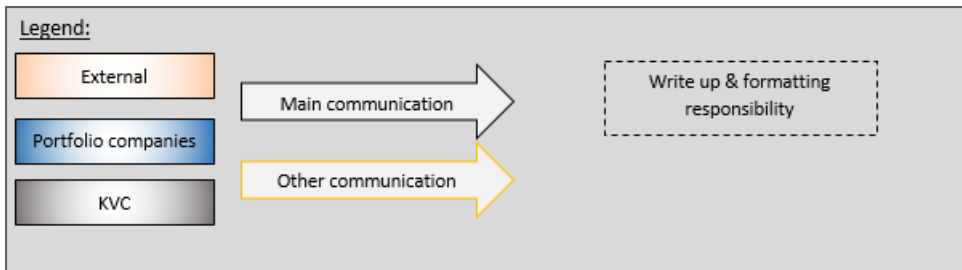 Legend:
External
Main communication
Write up & formatting
responsibility
Portfolio companies
Other communication
KVC